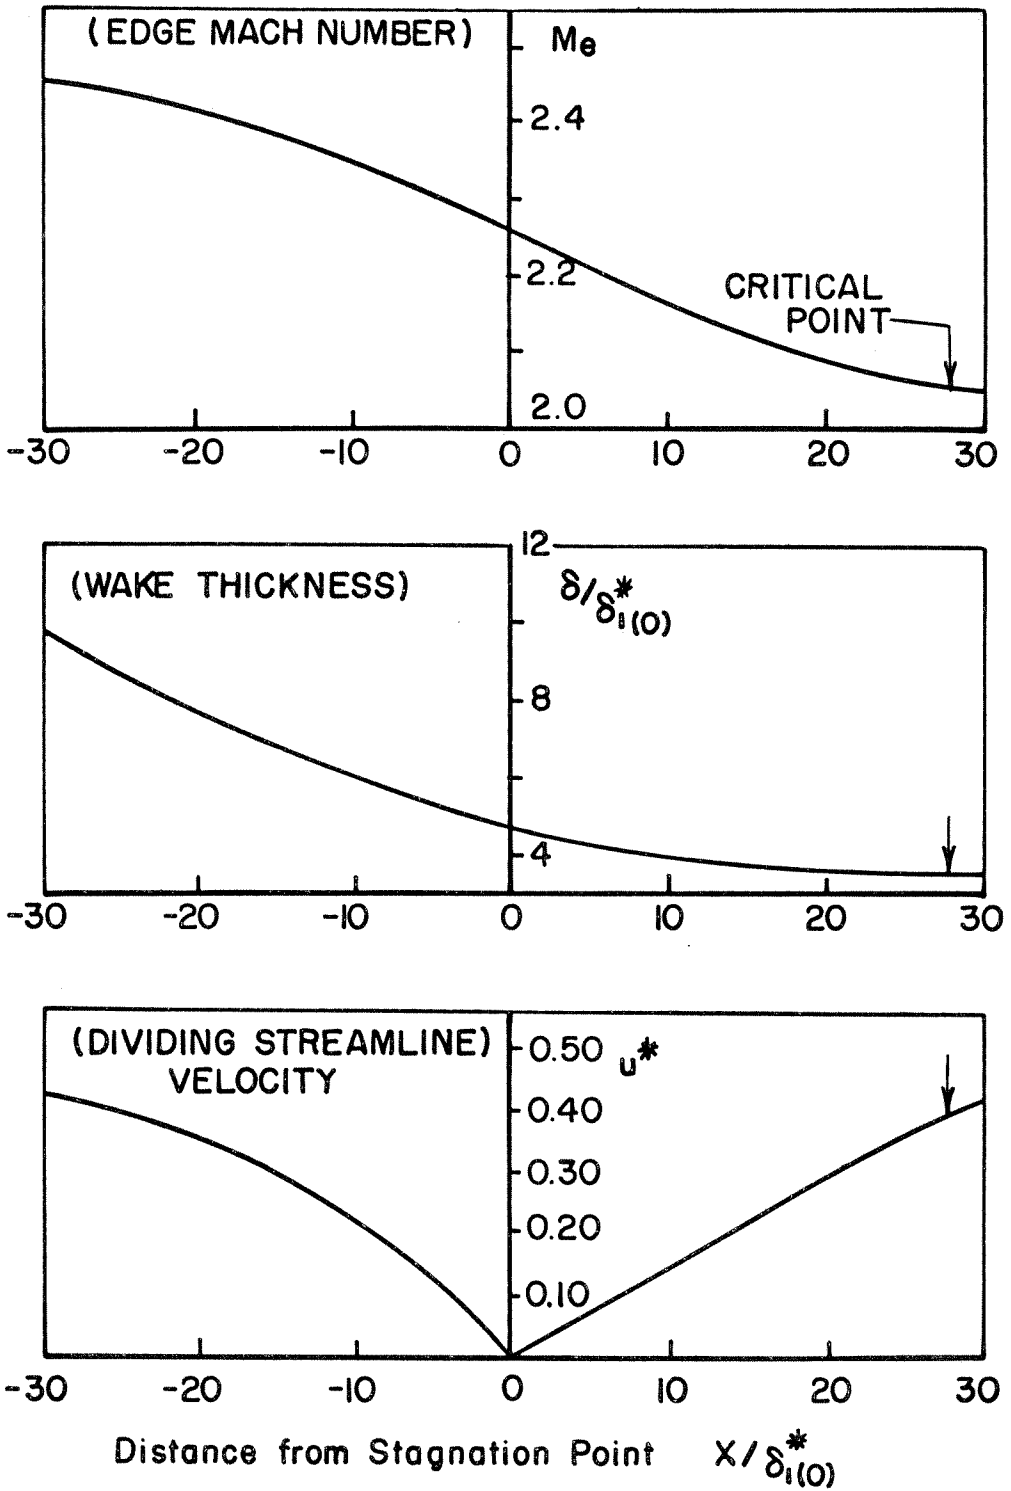 (EDGE MACH NUMBER)
Me
2.4
2.2
CRITICAL
POINT
2.0
-30 -20 -10 0 10 20 30
12
(WAKE THICKNESS)
δ/δ*1(0)
8
4
-30 -20 -10 0 10 20 30
(DIVIDING STREAMLINE)
VELOCITY
0.50 u*
0.40
0.30
0.20
0.10
-30 -20 -10 0 10 20 30
Distance from Stagnation Point X/δ*1(0)